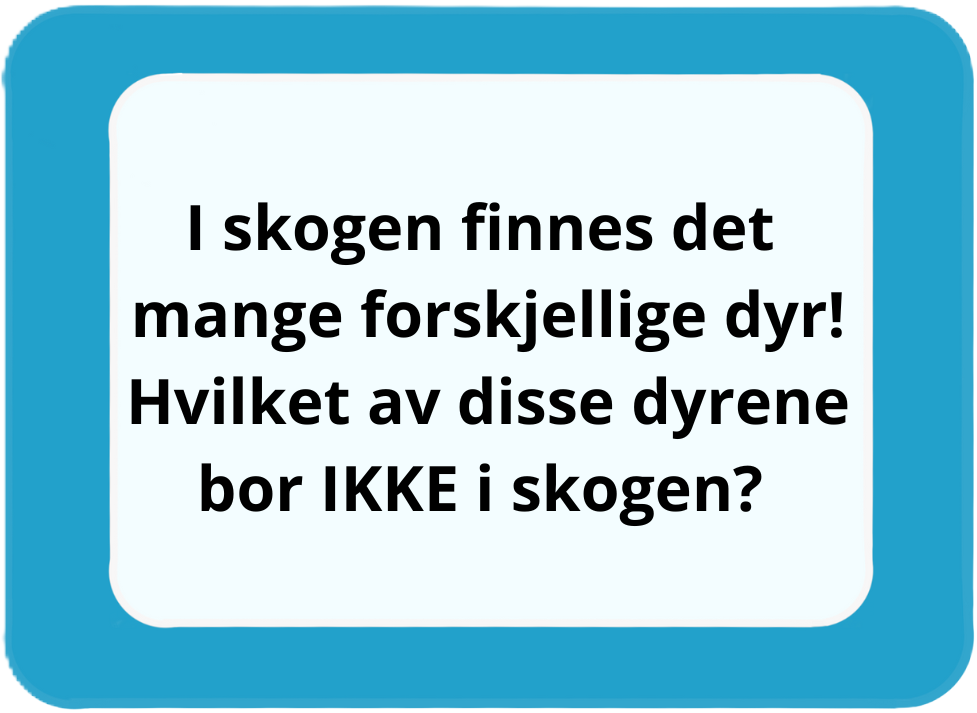 I skogen finnes det
mange forskjellige dyr!
Hvilket av disse dyrene
bor IKKE i skogen?